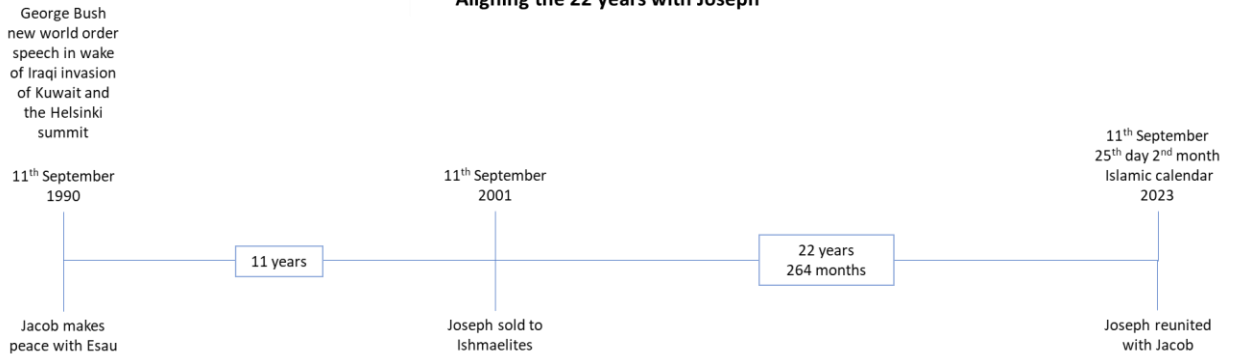 Aligning the 22 years with Joseph
George Bush
new world order
speech in wake
of Iraqi invasion
of Kuwait and
the Helsinki
summit
11th September
1990
11th September
2001
11th September
25th day 2nd month
Islamic calendar
2023
11 years
22 years
264 months
Jacob makes
peace with Esau
Joseph sold to
Ishmaelites
Joseph reunited
with Jacob